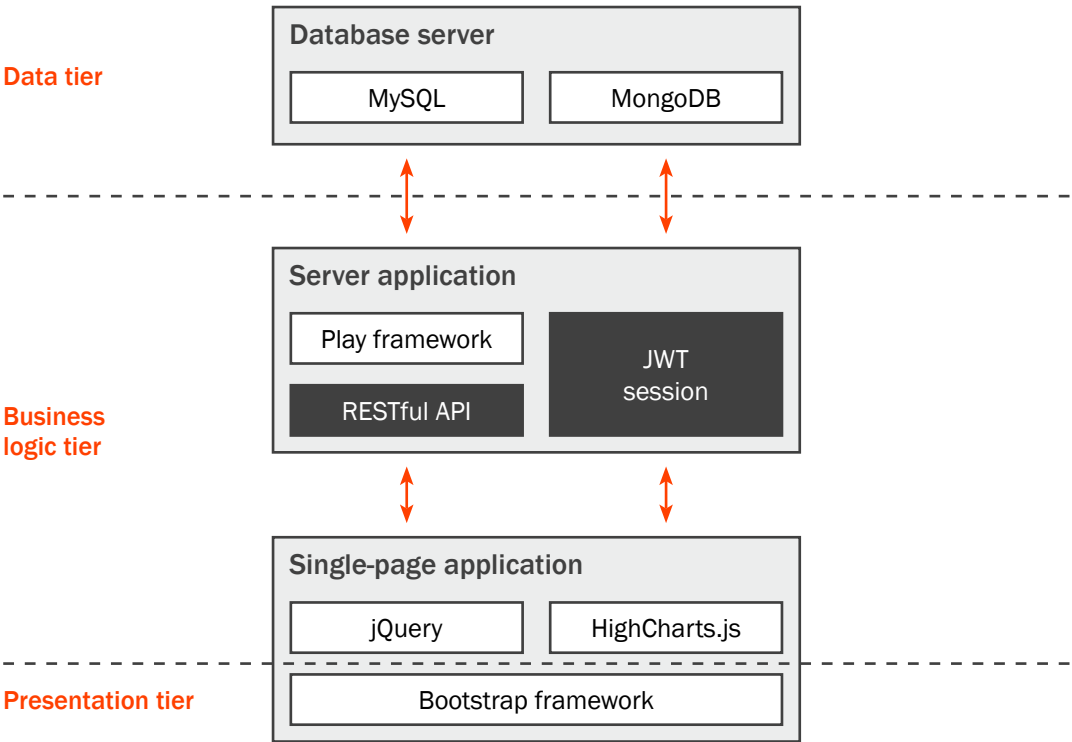 Database server
Data tier
MySQL
MongoDB
Server application
Play framework
JWT
session
RESTful API
Business
logic tier
Single-page application
jQuery
HighCharts.js
Presentation tier
Bootstrap framework